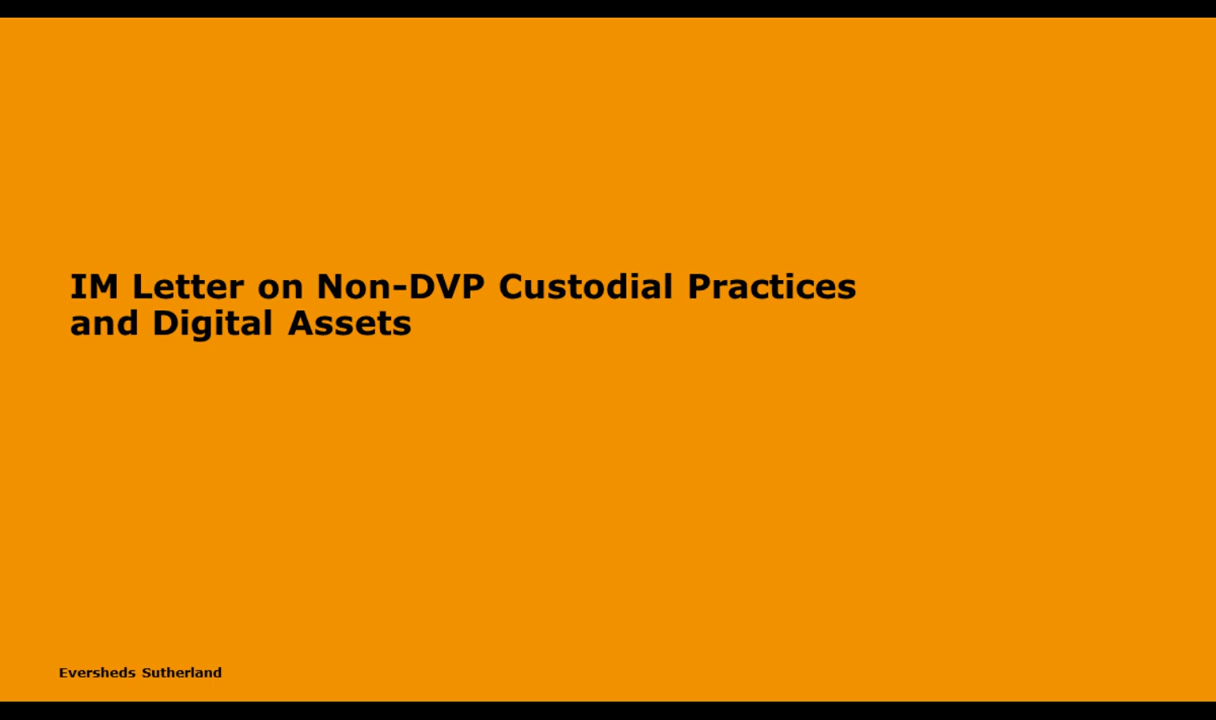 IM Letter on Non-DVP Custodial Practices
and Digital Assets
Eversheds Sutherland